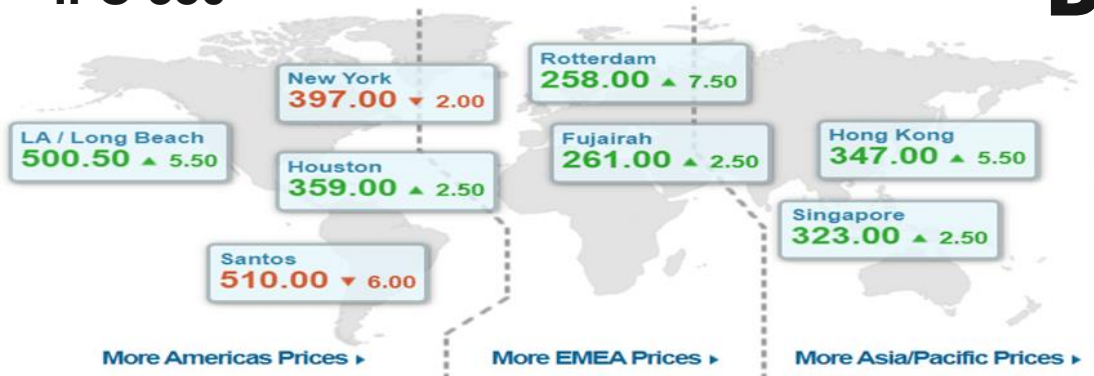 New York
397.00 ▼ 2.00
Rotterdam
258.00 ▲ 7.50
LA / Long Beach
500.50 ▲ 5.50
Houston
359.00 ▲ 2.50
Fujairah
261.00 ▲ 2.50
Hong Kong
347.00 ▲ 5.50
Singapore
323.00 ▲ 2.50
Santos
510.00 ▼ 6.00
More Americas Prices ▸
More EMEA Prices ▸
More Asia/Pacific Prices ▸